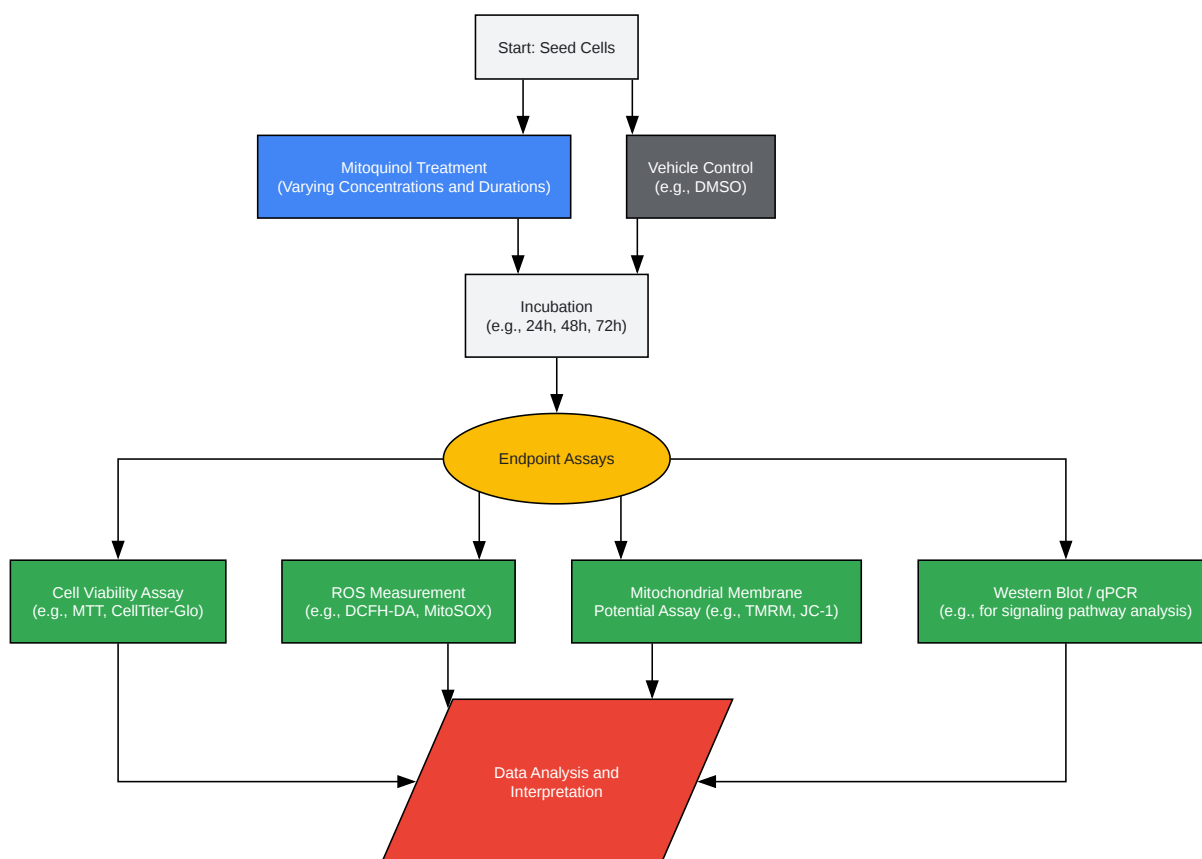 Start: Seed Cells
Mitoquinol Treatment
(Varying Concentrations and Durations)
Vehicle Control
(e.g., DMSO)
Incubation
(e.g., 24h, 48h, 72h)
Endpoint Assays
Cell Viability Assay
(e.g., MTT, CellTiter-Glo)
ROS Measurement
(e.g., DCFH-DA, MitoSOX)
Mitochondrial Membrane
Potential Assay (e.g., TMRM, JC-1)
Western Blot / qPCR
(e.g., for signaling pathway analysis)
Data Analysis and
Interpretation